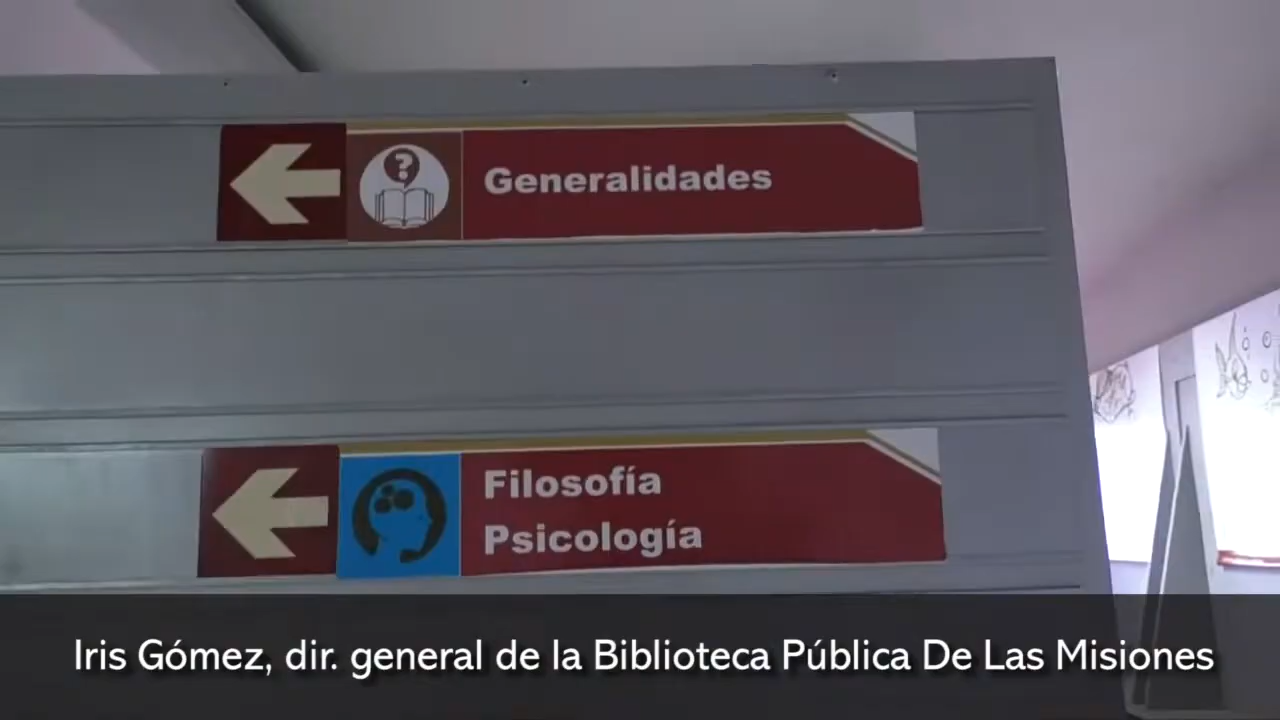 ?
Generalidades
Filosofía
Psicología
Iris Gómez, dir. general de la Biblioteca Pública De Las Misiones